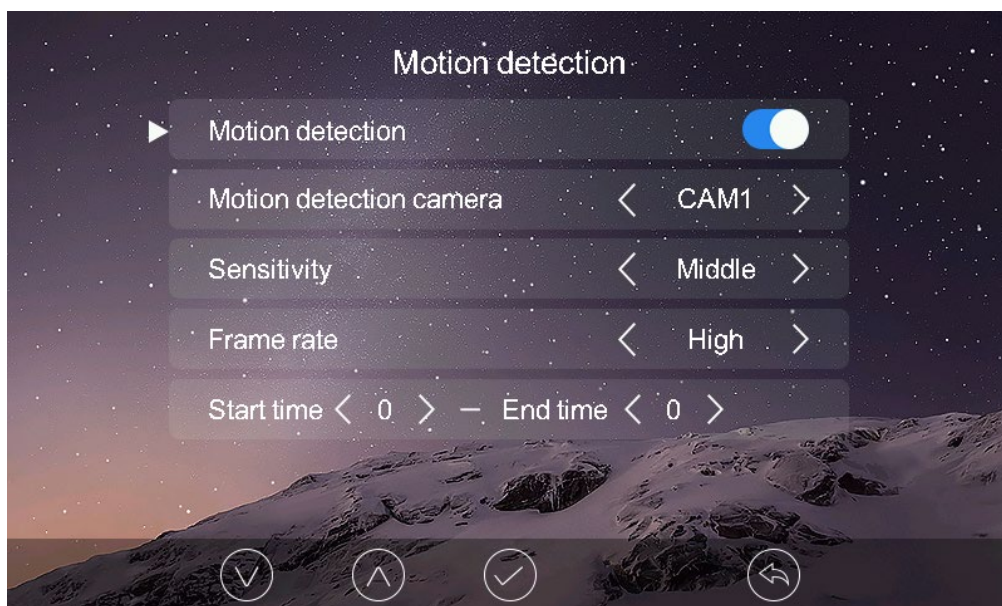 Motion detection
Motion detection
Motion detection camera < CAM1 >
Sensitivity < Middle >
Frame rate < High >
Start time < 0 > – End time < 0 >